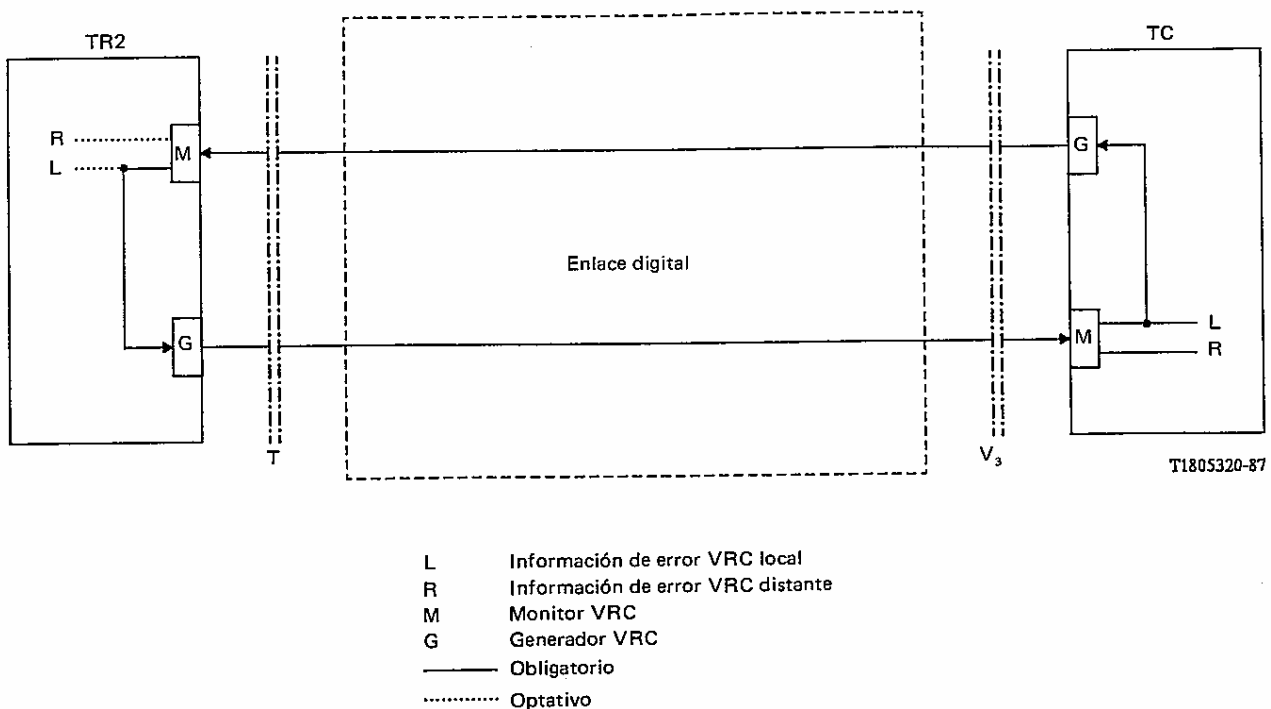 TR2
TC
R
L
M
G
Enlace digital
G
M
L
R
T
V₃
T1805320-87
L Información de error VRC local
R Información de error VRC distante
M Monitor VRC
G Generador VRC
Obligatorio
Optativo